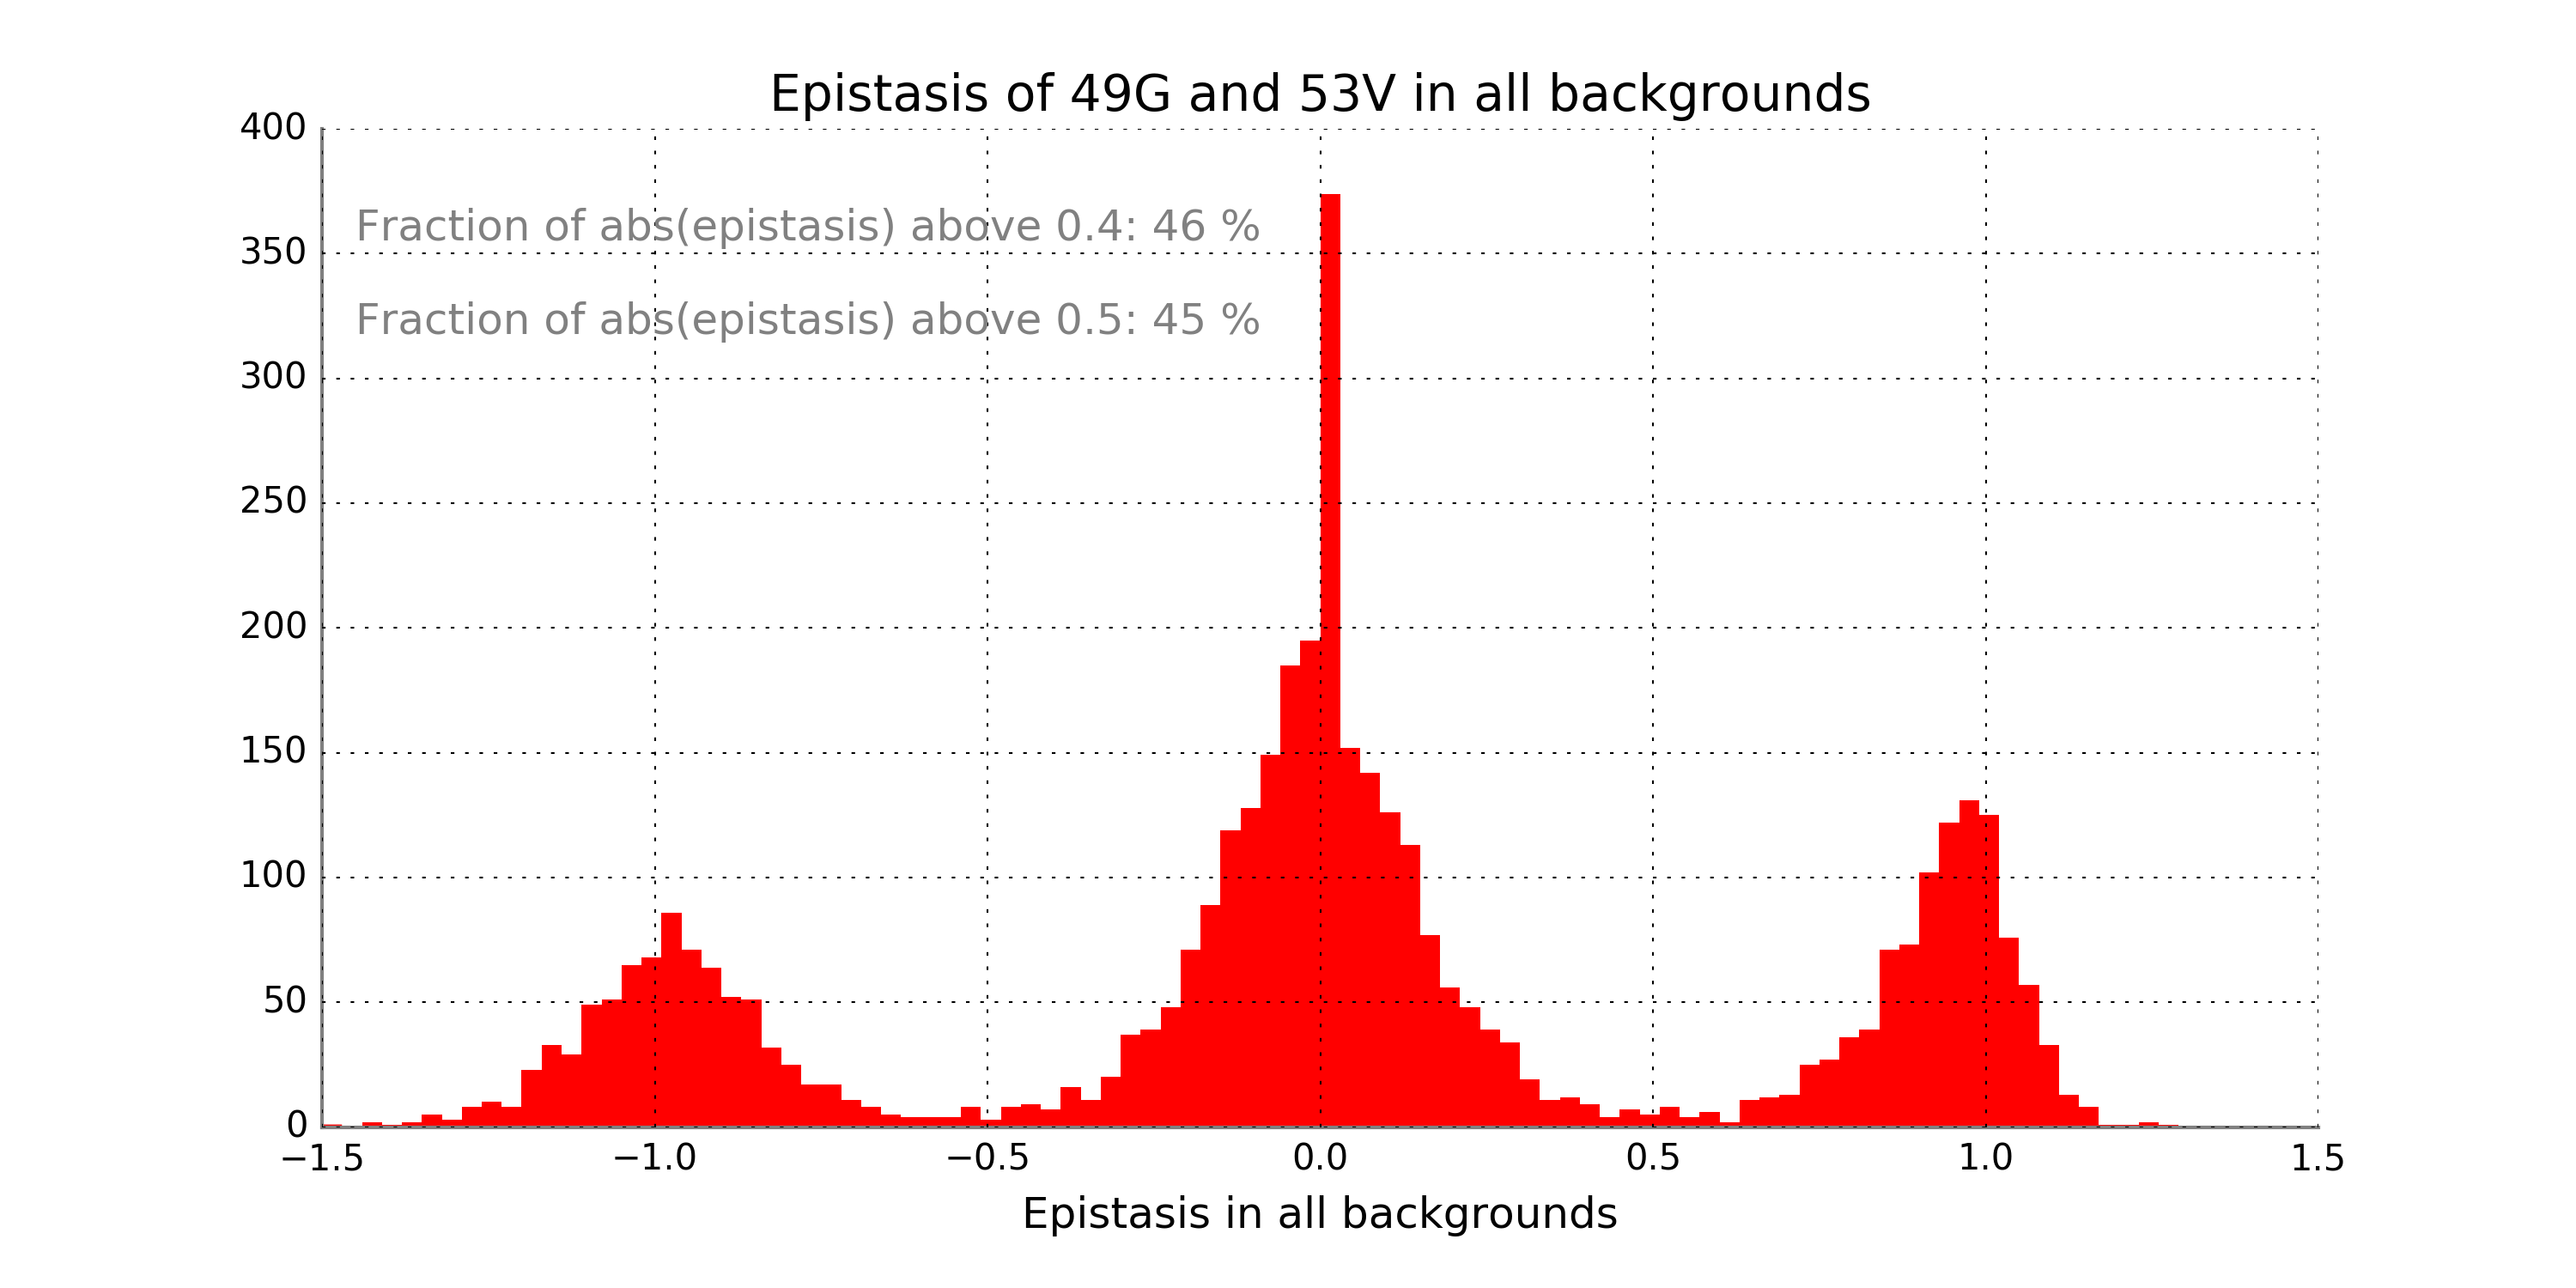 Epistasis of 49G and 53V in all backgrounds
400
350
300
250
200
150
100
50
0
Fraction of abs(epistasis) above 0.4: 46 %
Fraction of abs(epistasis) above 0.5: 45 %
−1.5 −1.0 −0.5 0.0 0.5 1.0 1.5
Epistasis in all backgrounds